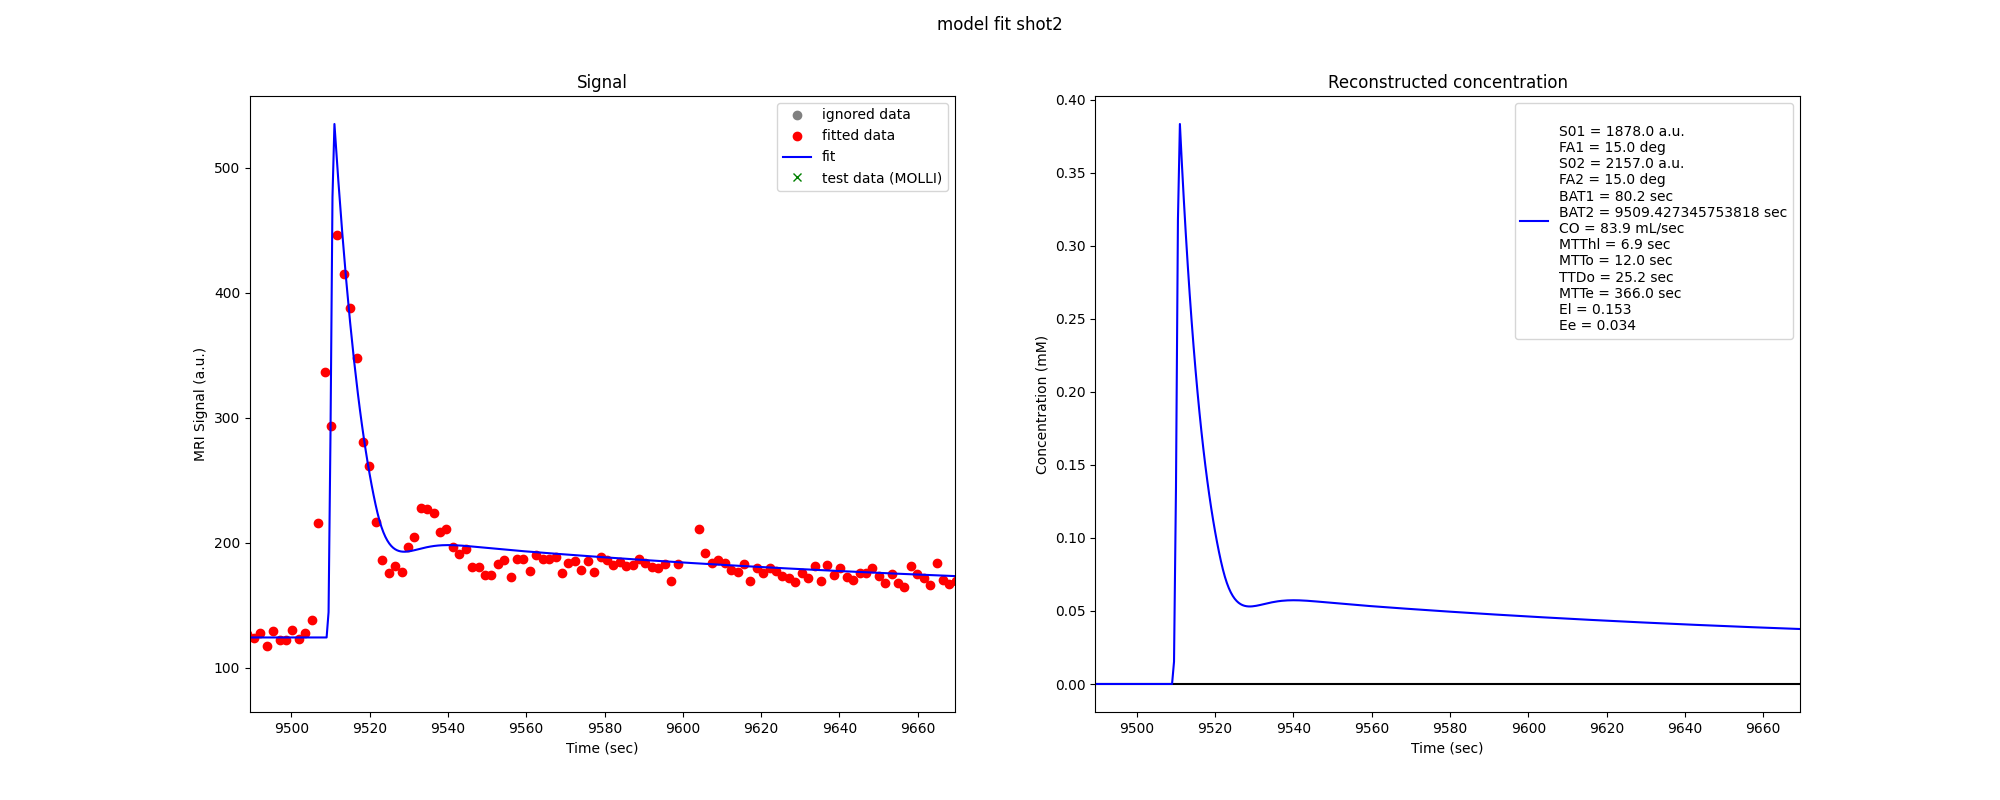 model fit shot2
Signal
500
400
300
200
100
MRI Signal (a.u.)
9500 9520 9540 9560 9580 9600 9620 9640 9660
Time (sec)
ignored data
fitted data
fit
test data (MOLLI)
Reconstructed concentration
0.40
0.35
0.30
0.25
0.20
0.15
0.10
0.05
0.00
Concentration (mM)
9500 9520 9540 9560 9580 9600 9620 9640 9660
Time (sec)
S01 = 1878.0 a.u.
FA1 = 15.0 deg
S02 = 2157.0 a.u.
FA2 = 15.0 deg
BAT1 = 80.2 sec
BAT2 = 9509.427345753818 sec
CO = 83.9 mL/sec
MTThl = 6.9 sec
MTTo = 12.0 sec
TTDo = 25.2 sec
MTTe = 366.0 sec
El = 0.153
Ee = 0.034